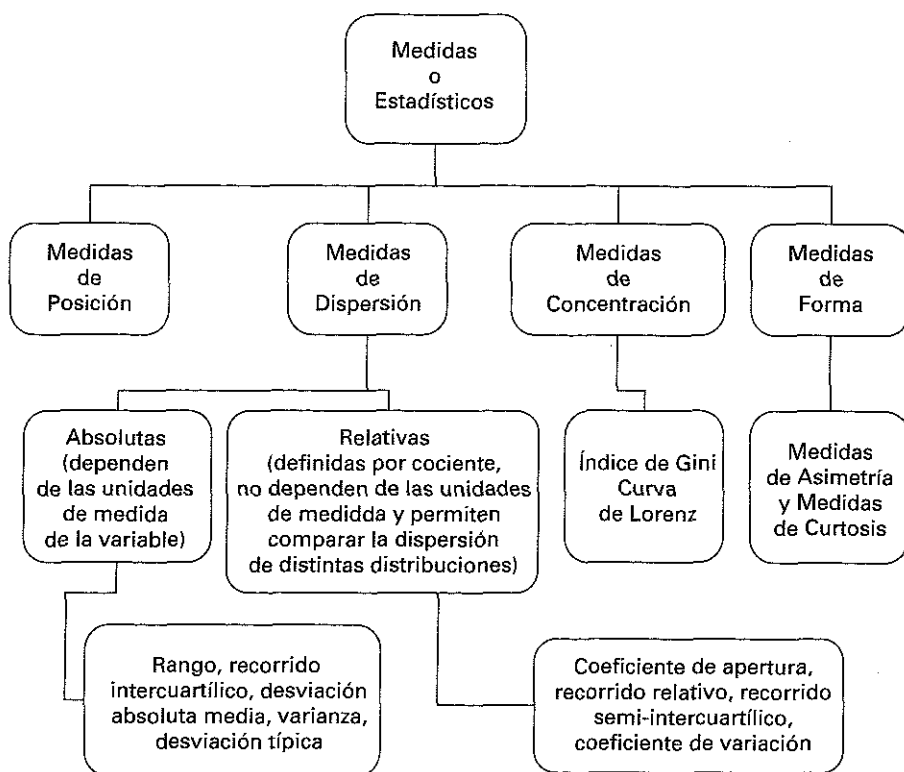 Medidas
o
Estadísticos
Medidas
de
Posición
Medidas
de
Dispersión
Medidas
de
Concentración
Medidas
de
Forma
Absolutas
(dependen
de las unidades
de medida
de la variable)
Relativas
(definidas por cociente,
no dependen de las unidades
de medidda y permiten
comparar la dispersión
de distintas distribuciones)
Índice de Gini
Curva
de Lorenz
Medidas
de Asimetría
y Medidas
de Curtosis
Rango, recorrido
intercuartílico, desviación
absoluta media, varianza,
desviación típica
Coeficiente de apertura,
recorrido relativo, recorrido
semi-intercuartílico,
coeficiente de variación